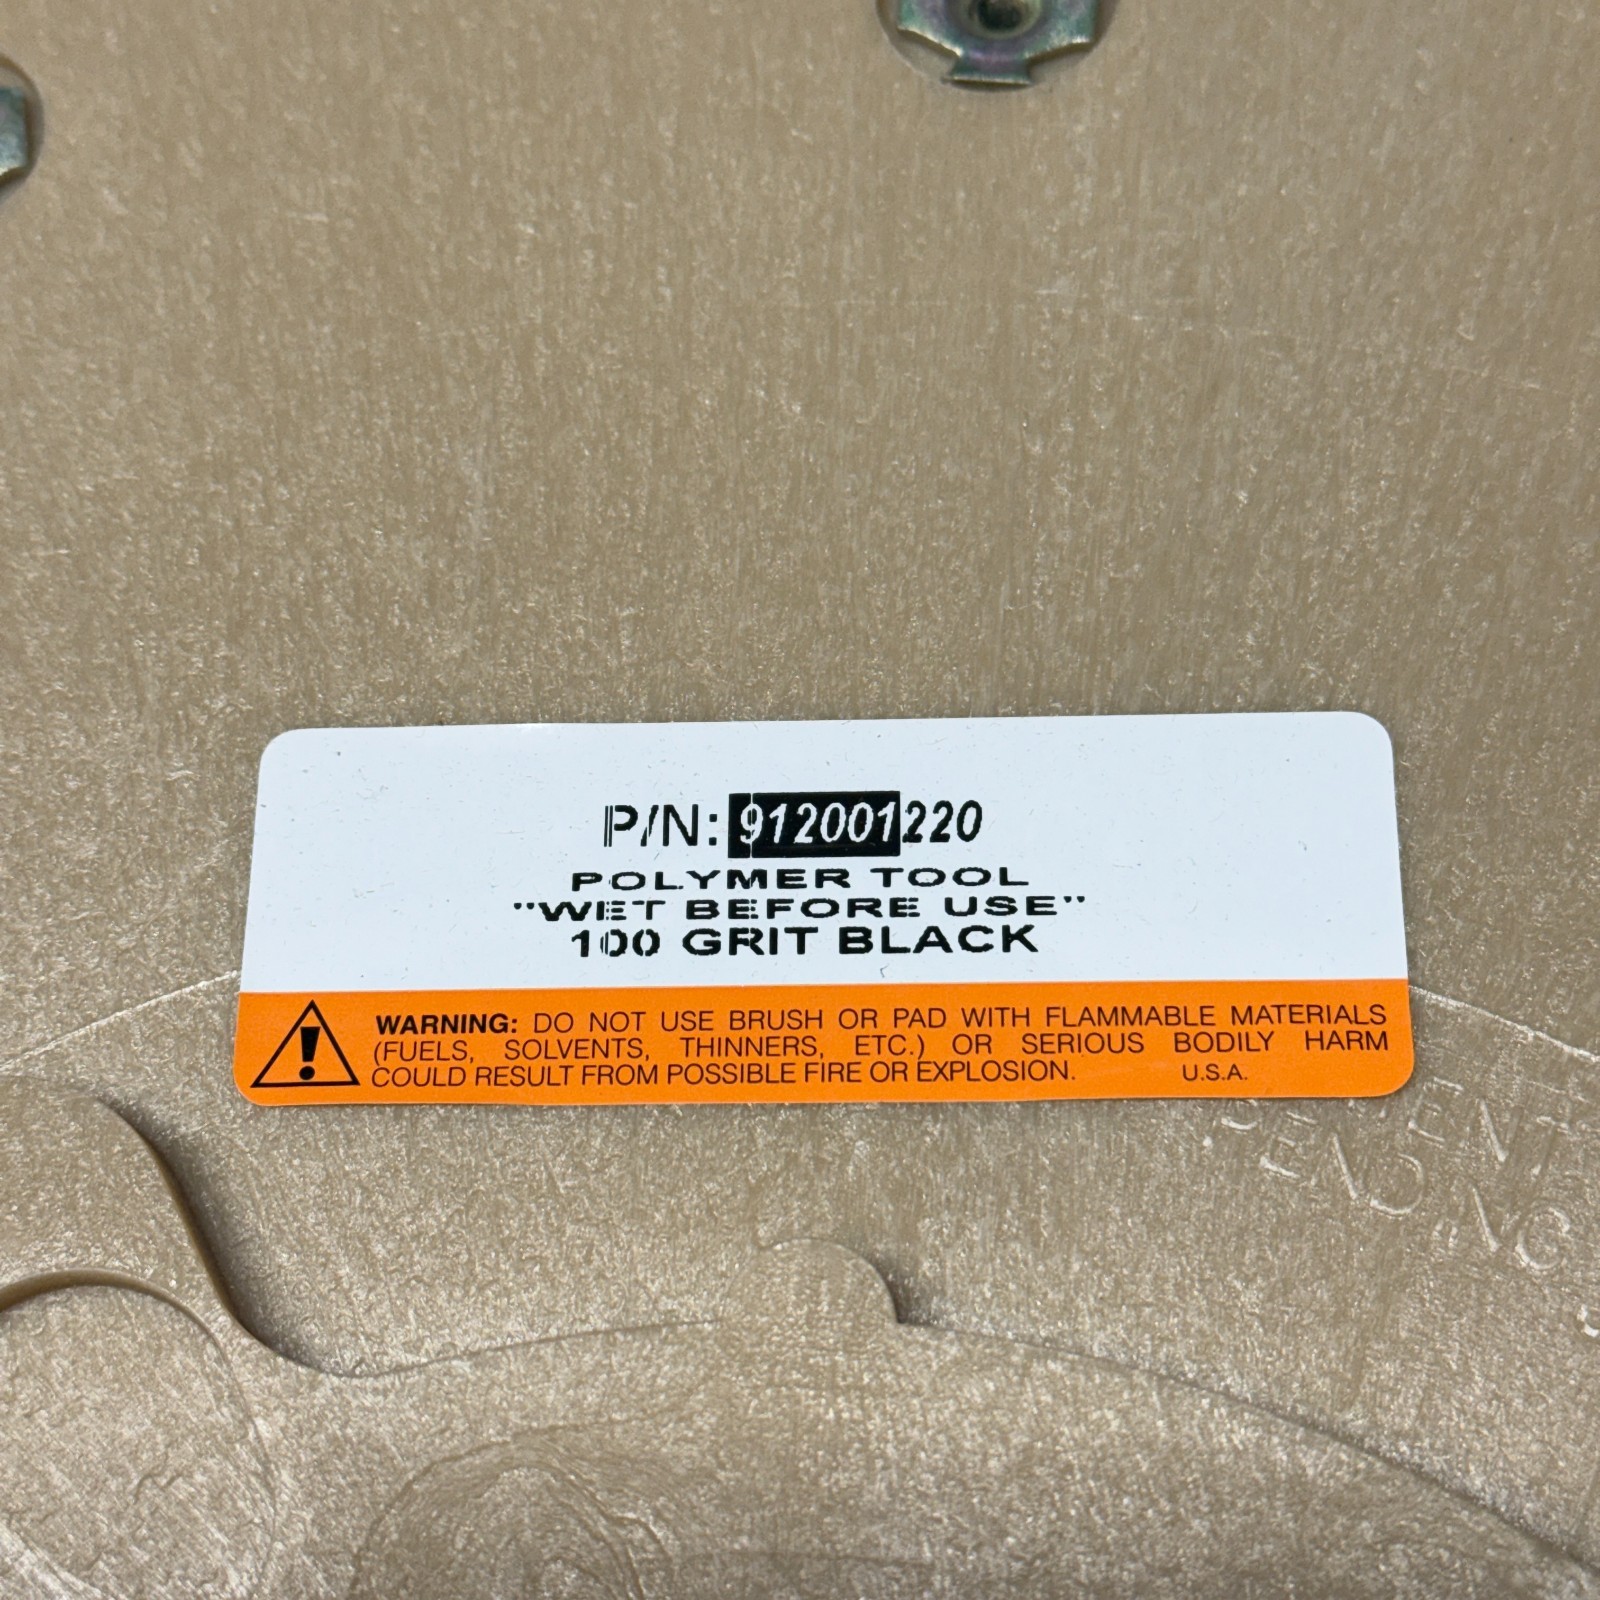 P/N: 912001220
POLYMER TOOL
"WET BEFORE USE"
100 GRIT BLACK
WARNING: DO NOT USE BRUSH OR PAD WITH FLAMMABLE MATERIALS
(FUELS, SOLVENTS, THINNERS, ETC.) OR SERIOUS BODILY HARM
COULD RESULT FROM POSSIBLE FIRE OR EXPLOSION. U.S.A.
PENDING